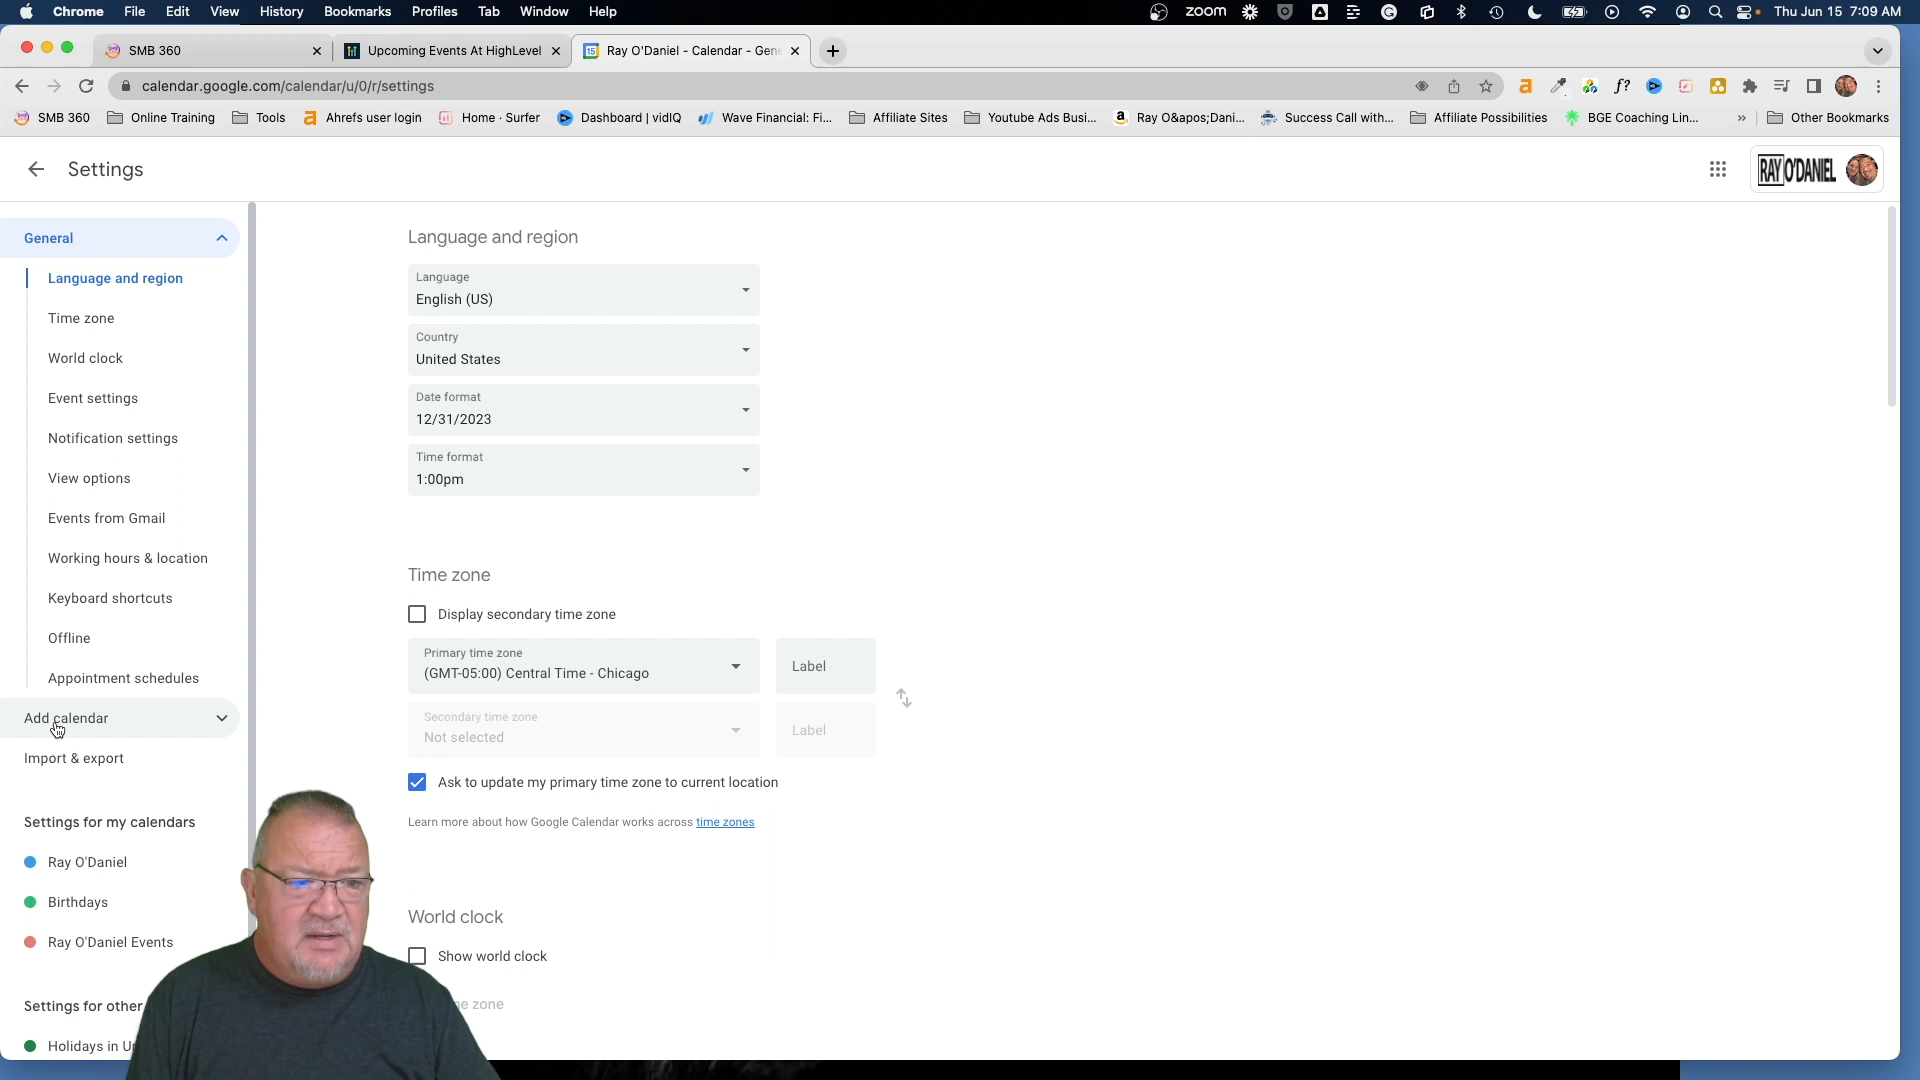 Chrome File Edit View History Bookmarks Profiles Tab Window Help zoom Thu Jun 15 7:09 AM
SMB 360 Upcoming Events At HighLevel Ray O'Daniel - Calendar - Gene
calendar.google.com/calendar/u/0/r/settings
SMB 360 Online Training Tools Ahrefs user login Home · Surfer Dashboard | vidIQ Wave Financial: Fi... Affiliate Sites Youtube Ads Busi... Ray O&apos;Dani... Success Call with... Affiliate Possibilities BGE Coaching Lin... » Other Bookmarks
Settings
RAY O'DANIEL
General
Language and region
Time zone
World clock
Event settings
Notification settings
View options
Events from Gmail
Working hours & location
Keyboard shortcuts
Offline
Appointment schedules
Add calendar
Import & export
Settings for my calendars
Ray O'Daniel
Birthdays
Ray O'Daniel Events
Settings for other
Holidays in
Language and region
Language
English (US)
Country
United States
Date format
12/31/2023
Time format
1:00pm
Time zone
Display secondary time zone
Primary time zone
(GMT-05:00) Central Time - Chicago
Label
Secondary time zone
Not selected
Label
Ask to update my primary time zone to current location
Learn more about how Google Calendar works across time zones
World clock
Show world clock
zone